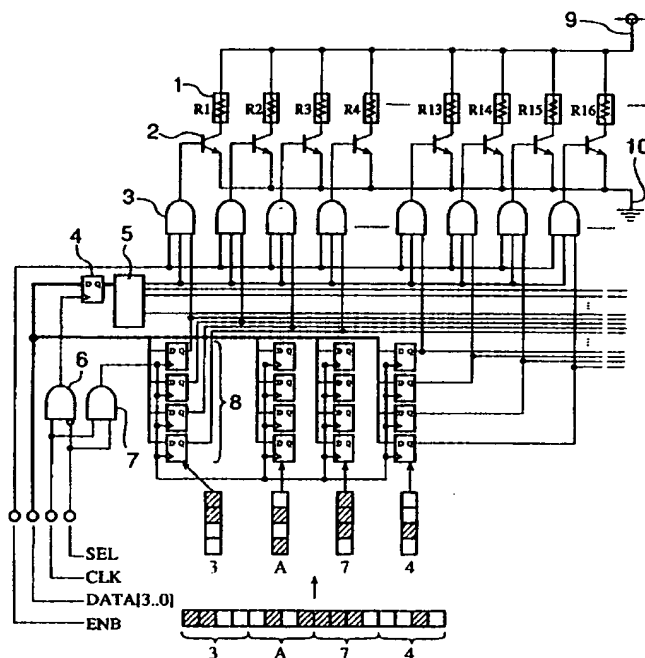 9
1
R1 R2 R3 R4 R13 R14 R15 R16
2
10
3
4 5
D Q
6
D Q D Q D Q D Q
D Q D Q D Q D Q
8
D Q D Q D Q D Q
7
D Q D Q D Q D Q
3 A 7 4
SEL
CLK
DATA[3..0]
ENB
3 A 7 4